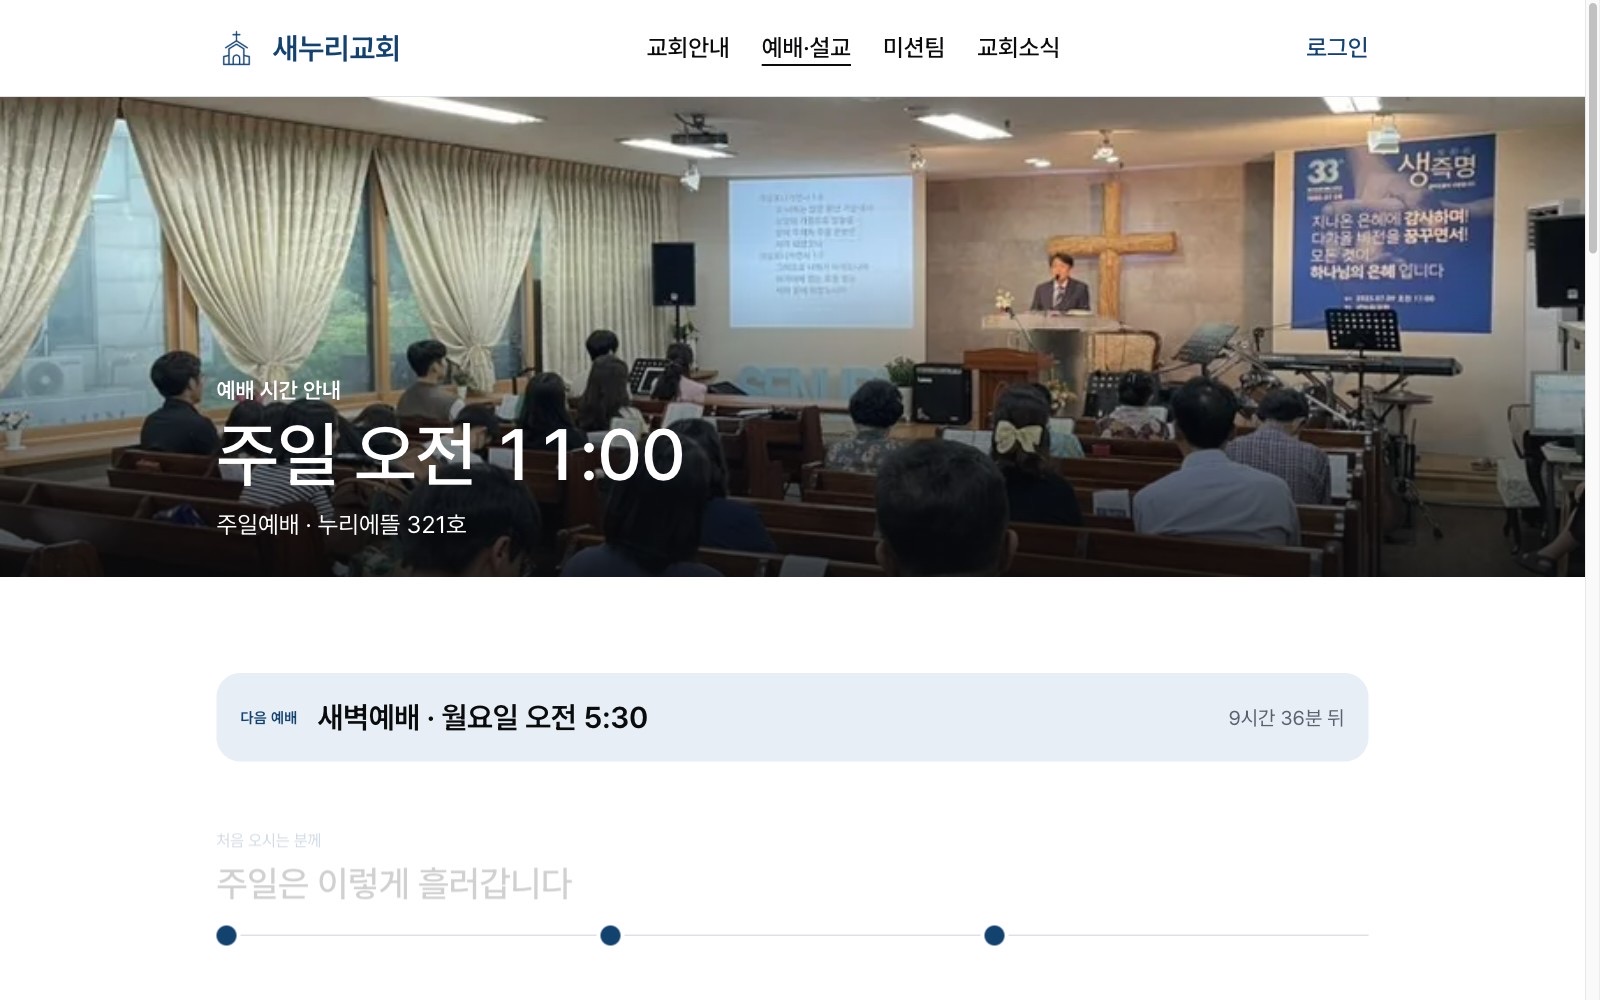 새누리교회
교회안내
예배·설교
미션팀
교회소식
로그인
33
생즉명
지나온 은혜에 감사하며!
다가올 비전을 꿈꾸면서!
모든 것이
하나님의 은혜 입니다
예배 시간 안내
주일 오전 11:00
주일예배 · 누리에뜰 321호
다음 예배
새벽예배 · 월요일 오전 5:30
9시간 36분 뒤
처음 오시는 분께
주일은 이렇게 흘러갑니다